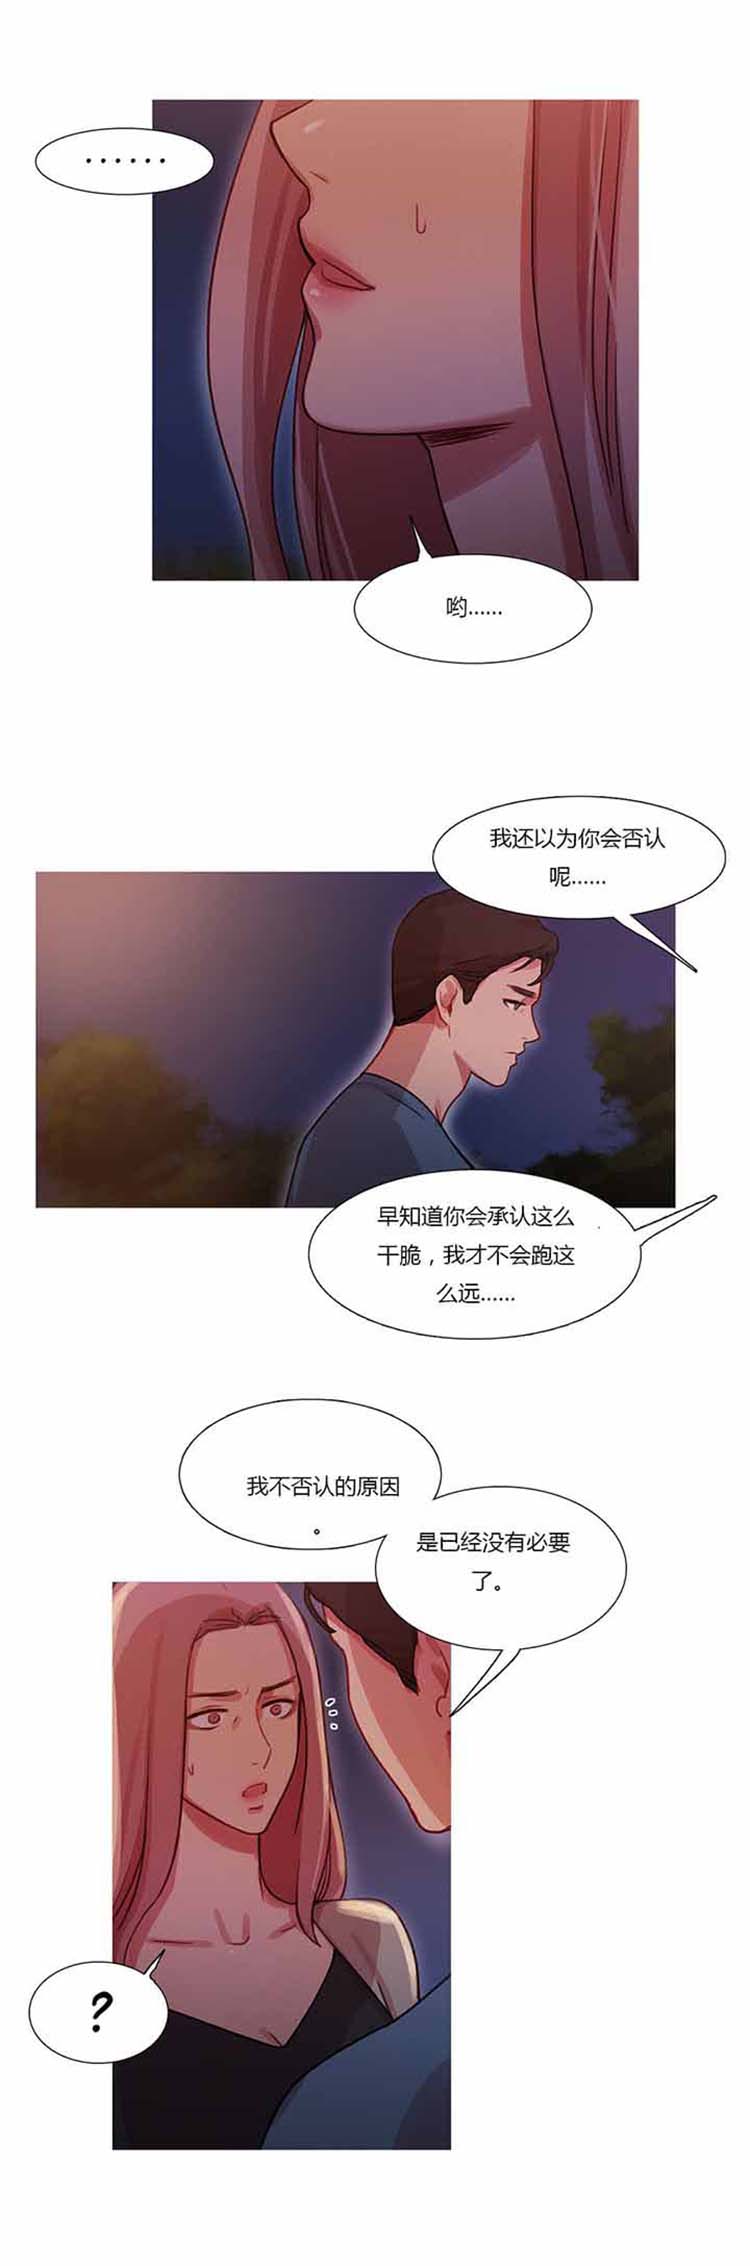 ······
哟……
我还以为你会否认
呢……
早知道你会承认这么
干脆，我才不会跑这
么远……
我不否认的原因
。
是已经没有必要
了。
?